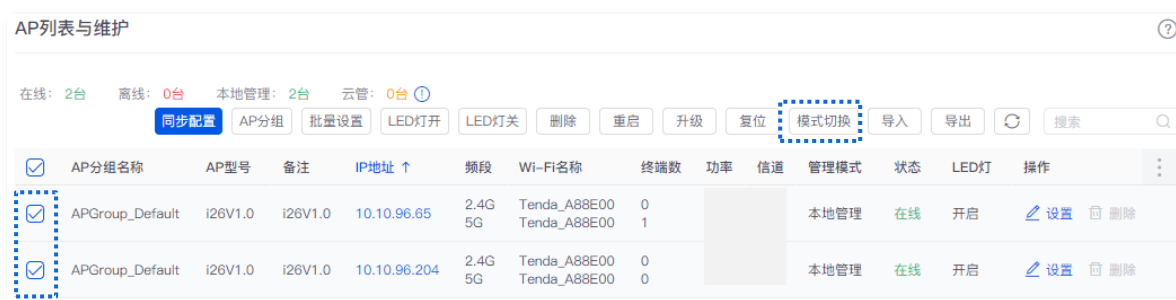 AP列表与维护
在线： 2台 离线： 0台 本地管理： 2台 云管： 0台
同步配置 AP分组 批量设置 LED灯开 LED灯关 删除 重启 升级 复位 模式切换 导入 导出 搜索
AP分组名称 AP型号 备注 IP地址 ↑ 频段 Wi-Fi名称 终端数 功率 信道 管理模式 状态 LED灯 操作
APGroup_Default i26V1.0 i26V1.0 10.10.96.65 2.4G Tenda_A88E00 0 本地管理 在线 开启 设置 删除
5G Tenda_A88E00 1
APGroup_Default i26V1.0 i26V1.0 10.10.96.204 2.4G Tenda_A88E00 0 本地管理 在线 开启 设置 删除
5G Tenda_A88E00 0